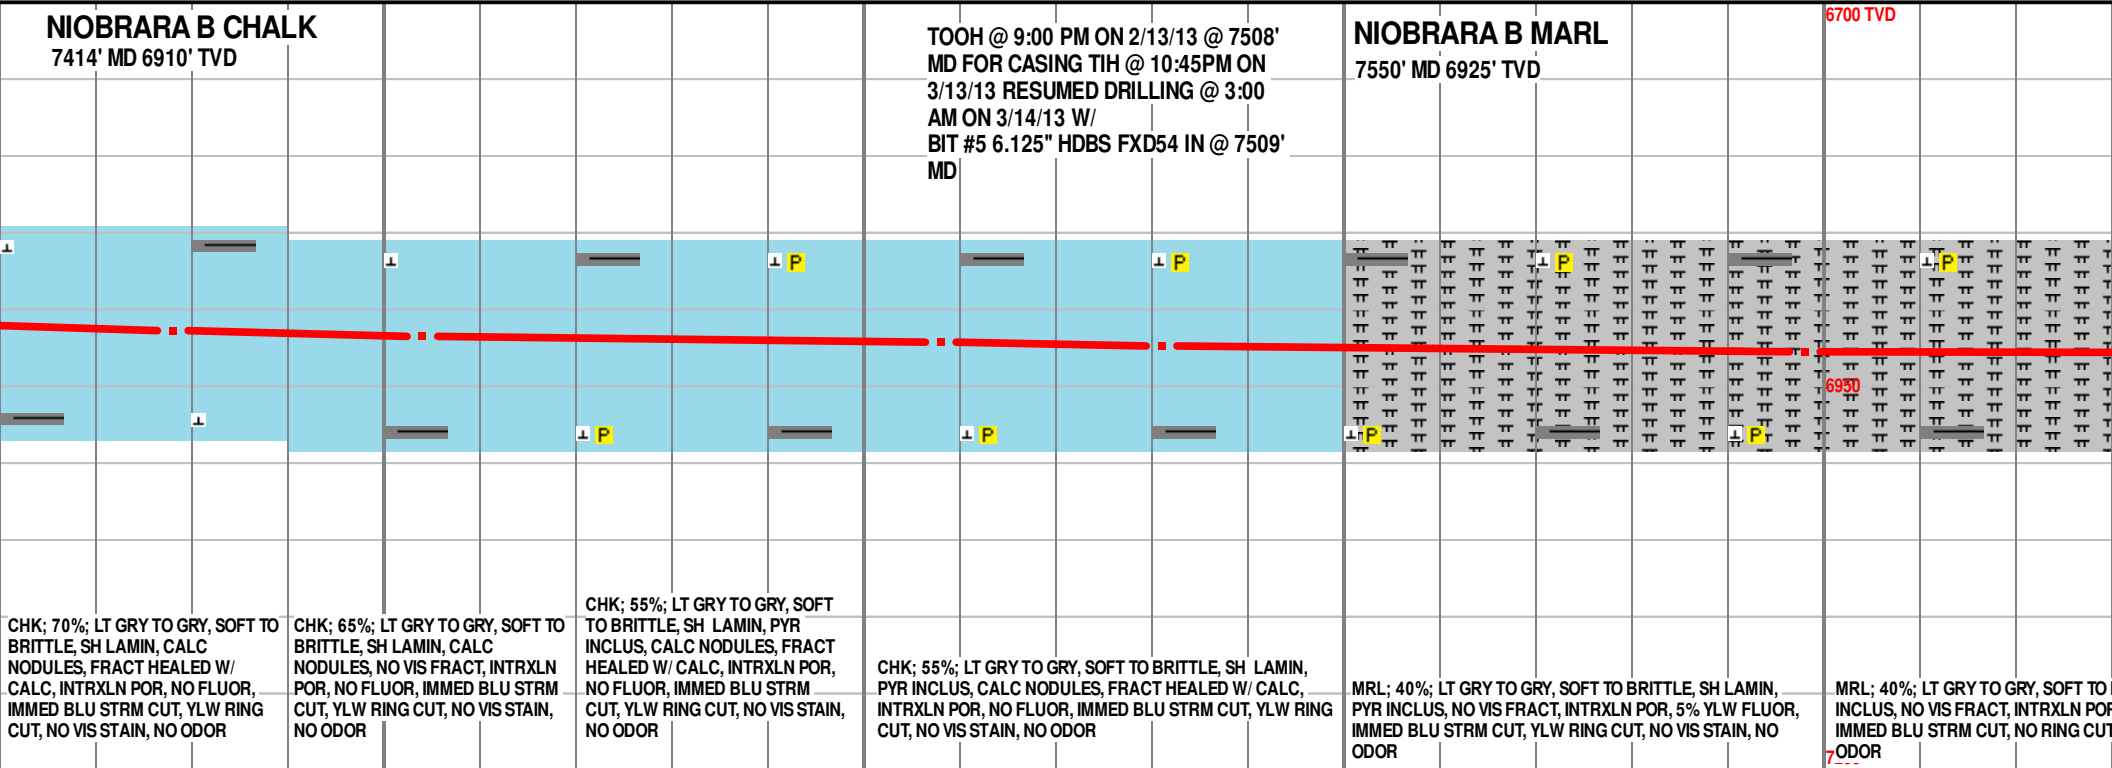 NIOBRARA B CHALK
7414' MD 6910' TVD
TOOH @ 9:00 PM ON 2/13/13 @ 7508'
MD FOR CASING TIH @ 10:45PM ON
3/13/13 RESUMED DRILLING @ 3:00
AM ON 3/14/13 W/
BIT #5 6.125" HDBS FXD54 IN @ 7509'
MD
NIOBRARA B MARL
7550' MD 6925' TVD
6700 TVD
P
P
P
P
P
P
P
P
P
6950
CHK; 70%; LT GRY TO GRY, SOFT TO
BRITTLE, SH LAMIN, CALC
NODULES, FRACT HEALED W/
CALC, INTRXLN POR, NO FLUOR,
IMMED BLU STRM CUT, YLW RING
CUT, NO VIS STAIN, NO ODOR
CHK; 65%; LT GRY TO GRY, SOFT TO
BRITTLE, SH LAMIN, CALC
NODULES, NO VIS FRACT, INTRXLN
POR, NO FLUOR, IMMED BLU STRM
CUT, YLW RING CUT, NO VIS STAIN,
NO ODOR
CHK; 55%; LT GRY TO GRY, SOFT
TO BRITTLE, SH LAMIN, PYR
INCLUS, CALC NODULES, FRACT
HEALED W/ CALC, INTRXLN POR,
NO FLUOR, IMMED BLU STRM
CUT, YLW RING CUT, NO VIS STAIN,
NO ODOR
CHK; 55%; LT GRY TO GRY, SOFT TO BRITTLE, SH LAMIN,
PYR INCLUS, CALC NODULES, FRACT HEALED W/ CALC,
INTRXLN POR, NO FLUOR, IMMED BLU STRM CUT, YLW RING
CUT, NO VIS STAIN, NO ODOR
MRL; 40%; LT GRY TO GRY, SOFT TO BRITTLE, SH LAMIN,
PYR INCLUS, NO VIS FRACT, INTRXLN POR, 5% YLW FLUOR,
IMMED BLU STRM CUT, YLW RING CUT, NO VIS STAIN, NO
ODOR
MRL; 40%; LT GRY TO GRY, SOFT TO
INCLUS, NO VIS FRACT, INTRXLN POR
IMMED BLU STRM CUT, NO RING CUT
ODOR